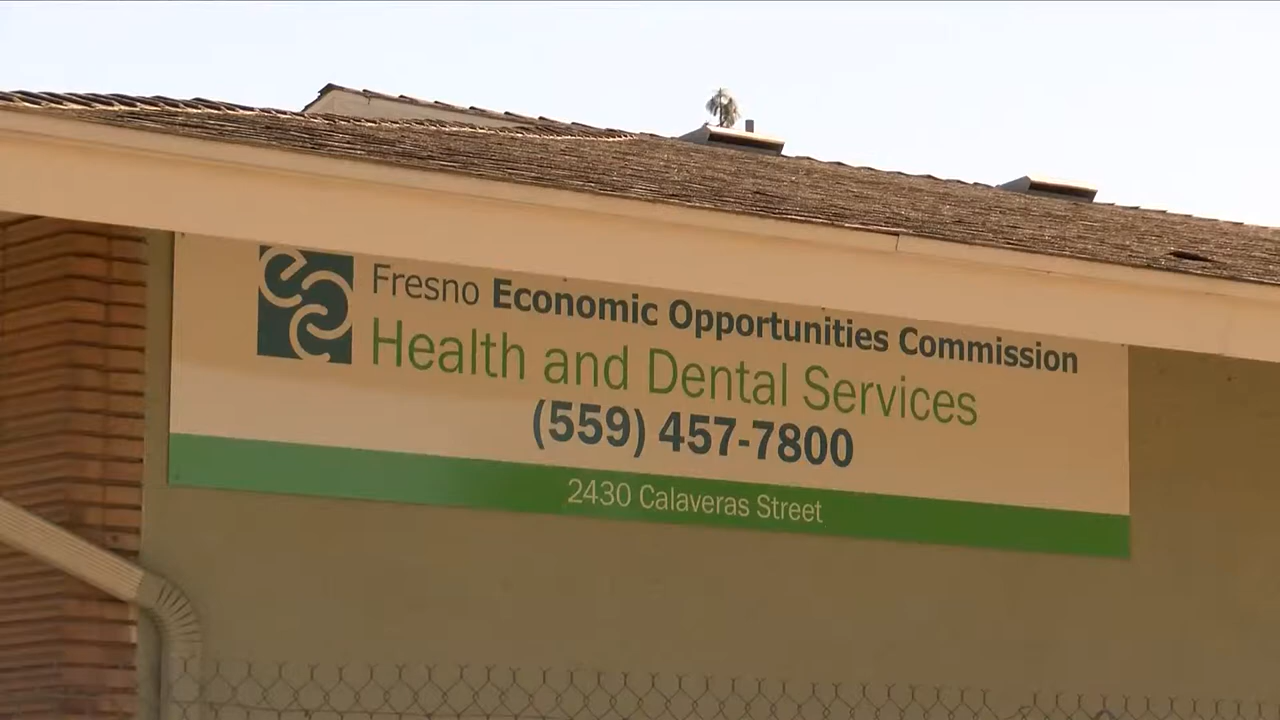 Fresno Economic Opportunities Commission
Health and Dental Services
(559) 457-7800
2430 Calaveras Street